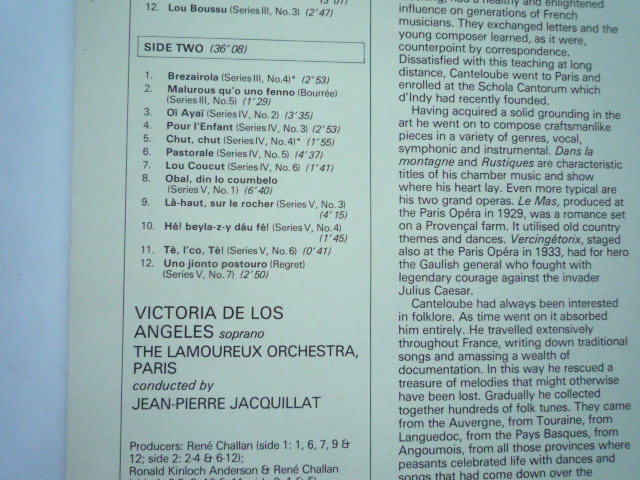 (3'01)
12. Lou Boussu (Series III, No.3) (2'47)
SIDE TWO (36'08)
1. Brezairola (Series III, No.4)* (2'53)
2. Malurous qu'o uno fenno (Bourrée)
(Series III, No.5) (1'29)
3. Oï Ayaï (Series IV, No.2) (3'35)
4. Pour l'Enfant (Series IV, No.3) (2'53)
5. Chut, chut (Series IV, No.4)* (1'55)
6. Pastorale (Series IV, No.5) (4'37)
7. Lou Coucut (Series IV, No.6) (1'41)
8. Obal, din lo coumbelo
(Series V, No.1) (6'40)
9. Là-haut, sur le rocher (Series V, No.3)
(4'15)
10. Hé! beyla-z-y dáu fé! (Series V, No.4)
(1'45)
11. Tè, l'co, Tè! (Series V, No.6) (0'41)
12. Uno jionto postouro (Regret)
(Series V, No.7) (2'50)
VICTORIA DE LOS
ANGELES soprano
THE LAMOUREUX ORCHESTRA,
PARIS
conducted by
JEAN-PIERRE JACQUILLAT
Producers: René Challan (side 1: 1, 6, 7, 9 &
12; side 2: 2-4 & 6-12);
Ronald Kinloch Anderson & René Challan
healthy and enlightened
influence on generations of French
musicians. They exchanged letters and the
young composer learned, as it were,
counterpoint by correspondence.
Dissatisfied with this teaching at long
distance, Canteloube went to Paris and
enrolled at the Schola Cantorum which
d'Indy had recently founded.
Having acquired a solid grounding in the
art he went on to compose craftsmanlike
pieces in a variety of genres, vocal,
symphonic and instrumental. Dans la
montagne and Rustiques are characteristic
titles of his chamber music and show
where his heart lay. Even more typical are
his two grand operas. Le Mas, produced at
the Paris Opéra in 1929, was a romance set
on a Provençal farm. It utilised old country
themes and dances. Vercingétorix, staged
also at the Paris Opéra in 1933, had for hero
the Gaulish general who fought with
legendary courage against the invader
Julius Caesar.
Canteloube had always been interested
in folklore. As time went on it absorbed
him entirely. He travelled extensively
throughout France, writing down traditional
songs and amassing a wealth of
documentation. In this way he rescued a
treasure of melodies that might otherwise
have been lost. Gradually he collected
together hundreds of folk tunes. They came
from the Auvergne, from Touraine, from
Languedoc, from the Pays Basques, from
Angoumois, from all those provinces where
peasants celebrated life with dances and
songs that had come down over the